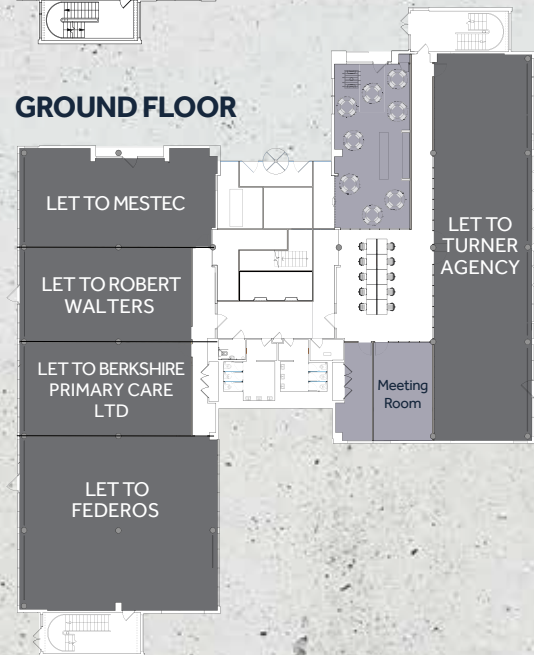 GROUND FLOOR
LET TO MESTEC
LET TO ROBERT
WALTERS
LET TO BERKSHIRE
PRIMARY CARE
LTD
LET TO
FEDEROS
LET TO
TURNER
AGENCY
Meeting
Room